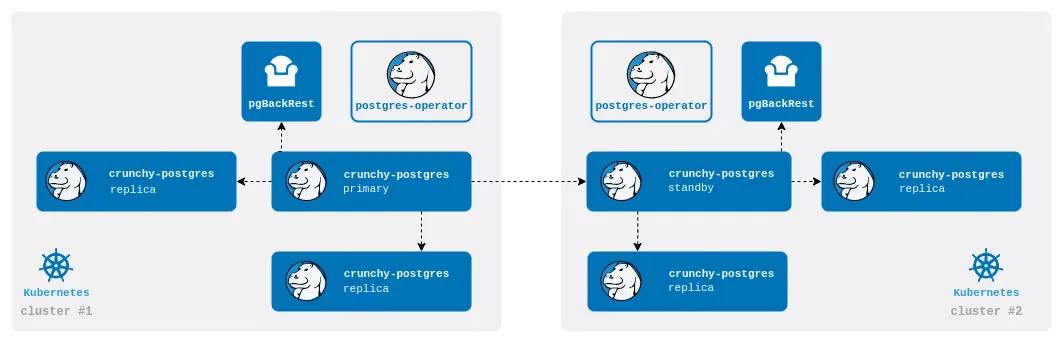 pgBackRest
postgres-operator
crunchy-postgres
replica
crunchy-postgres
primary
crunchy-postgres
replica
Kubernetes
cluster #1
postgres-operator
pgBackRest
crunchy-postgres
standby
crunchy-postgres
replica
crunchy-postgres
replica
Kubernetes
cluster #2